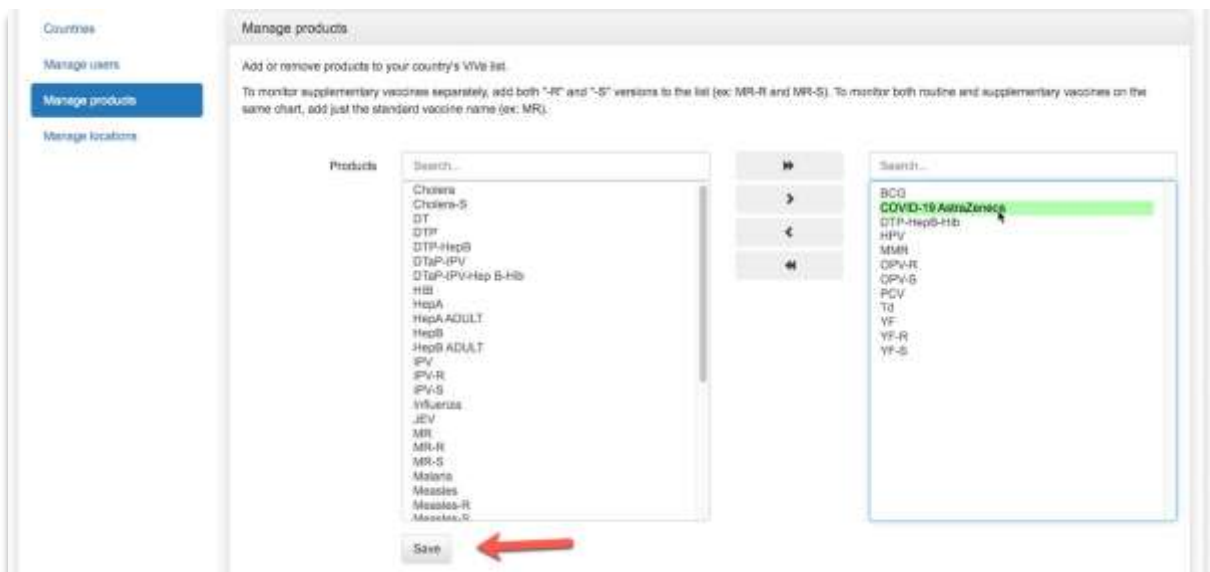 Countries
Manage users
Manage products
Manage locations
Manage products
Add or remove products to your country's ViVa list.
To monitor supplementary vaccines separately, add both "-R" and "-S" versions to the list (ex: MR-R and MR-S). To monitor both routine and supplementary vaccines on the
same chart, add just the standard vaccine name (ex: MR).
Products
Search...
Cholera
Cholera-S
DT
DTP
DTP-HepB
DTaP-IPV
DTaP-IPV-Hep B-Hib
HIB
HepA
HepA ADULT
HepB
HepB ADULT
IPV
IPV-R
IPV-S
Influenza
JEV
MR
MR-R
MR-S
Malaria
Measles
Measles-R
Measles-S
Search...
BCG
COVID-19 AstraZeneca
DTP-HepB-Hib
HPV
MMR
OPV-R
OPV-S
PCV
Td
YF
YF-R
YF-S
Save